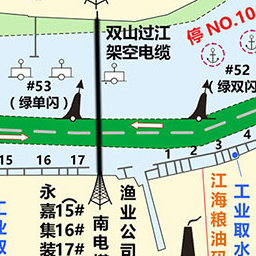 双山过江
架空电缆
停 NO.10
#53
（绿单闪）
#52
（绿双闪
15 16 17
1 2 3 4
永嘉集装
15#
16#
17#
南电塔
渔业公司
江海粮油码
工业取水
工业取